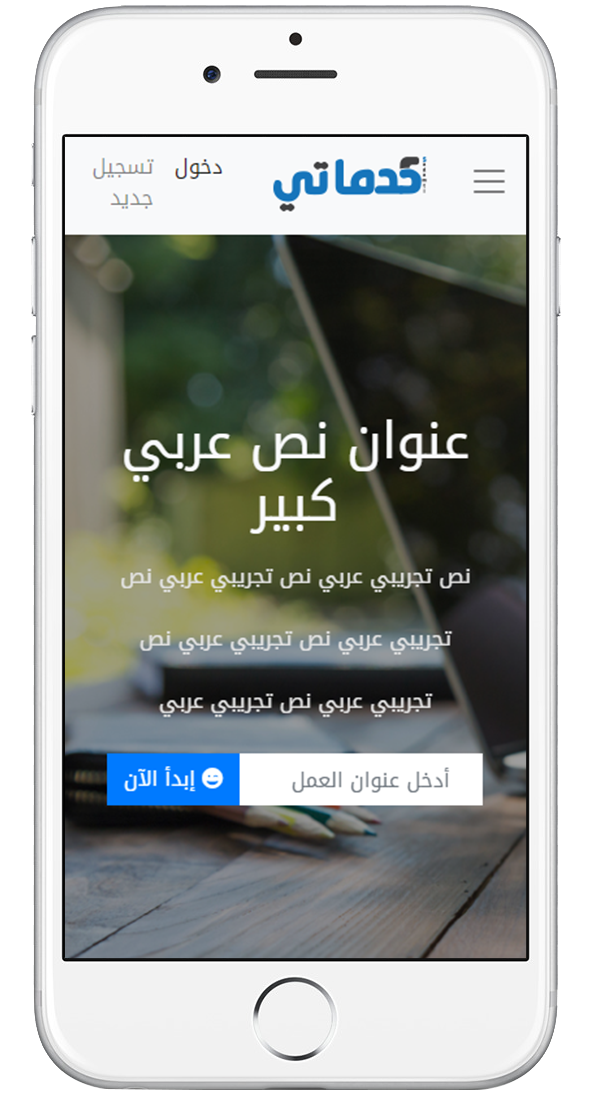 خدماتي
دخول
تسجيل
جديد
عنوان نص عربي
كبير
نص تجريبي عربي نص تجريبي عربي نص
تجريبي عربي نص تجريبي عربي نص
تجريبي عربي نص تجريبي عربي
أدخل عنوان العمل
إبدأ الآن